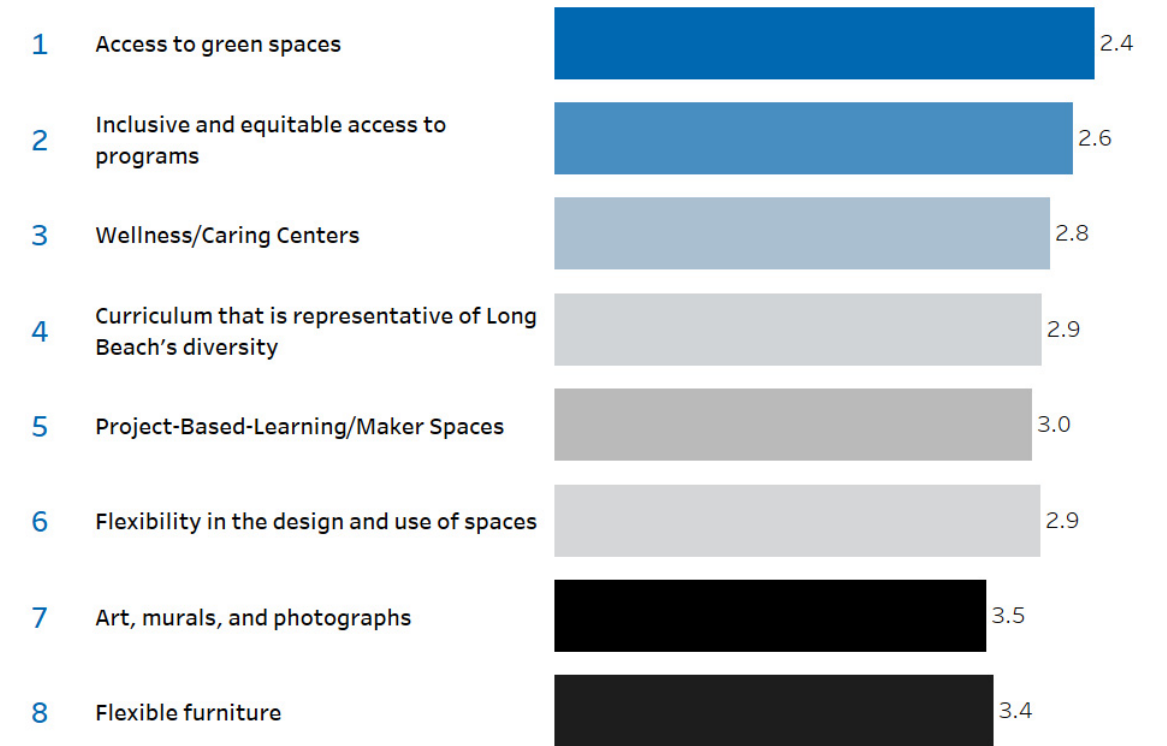 1 Access to green spaces 2.4
2 Inclusive and equitable access to
programs 2.6
3 Wellness/Caring Centers 2.8
4 Curriculum that is representative of Long
Beach’s diversity 2.9
5 Project-Based-Learning/Maker Spaces 3.0
6 Flexibility in the design and use of spaces 2.9
7 Art, murals, and photographs 3.5
8 Flexible furniture 3.4